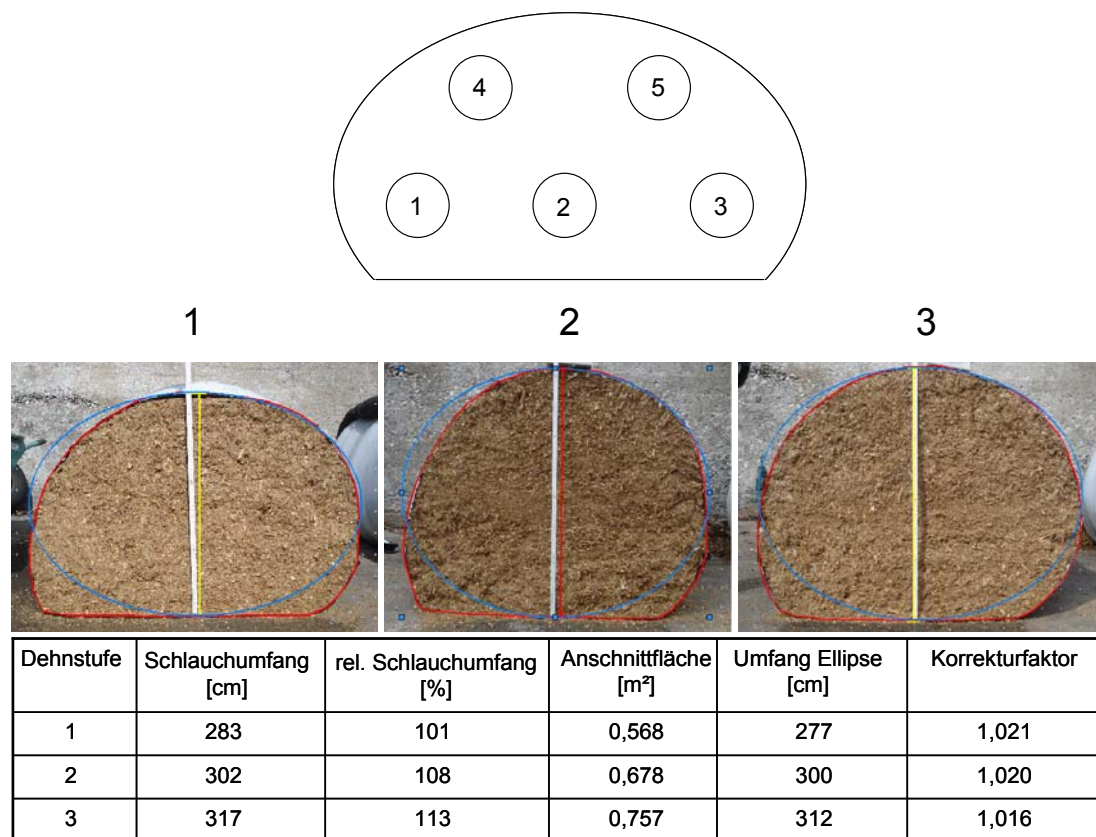 4 5
1 2 3
1 2 3
Dehnstufe Schlauchumfang [cm] rel. Schlauchumfang [%] Anschnittfläche [m²] Umfang Ellipse [cm] Korrekturfaktor
1 283 101 0,568 277 1,021
2 302 108 0,678 300 1,020
3 317 113 0,757 312 1,016